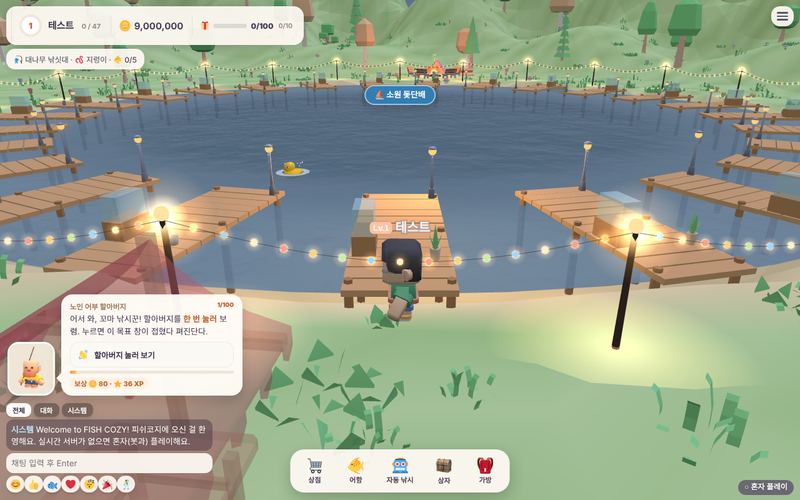 1 테스트 0 / 47 9,000,000 0/100 0/10
대나무 낚싯대 · 지렁이 · 0/5
소원 돛단배
Lv.1 테스트
노인 어부 할아버지 1/100
어서 와, 꼬마 낚시꾼! 할아버지를 한 번 눌러 보
렴. 누르면 이 목표 창이 접혔다 펴진단다.
할아버지 눌러 보기
보상 80 · 36 XP
전체 대화 시스템
시스템 Welcome to FISH COZY! 피쉬코지에 오신 걸 환
영해요. 실시간 서버가 없으면 혼자(봇과) 플레이해요.
채팅 입력 후 Enter
상점 어항 자동 낚시 상자 가방
혼자 플레이